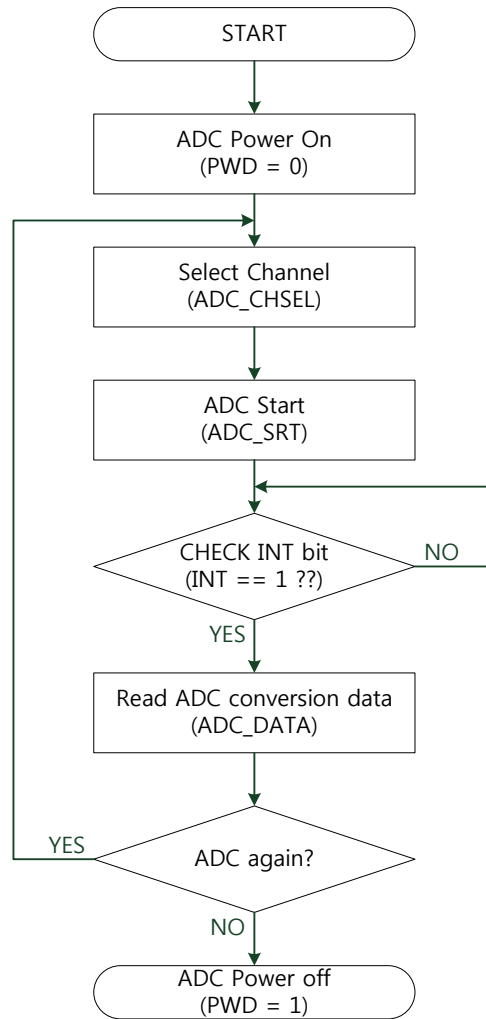 START
ADC Power On
(PWD = 0)
Select Channel
(ADC_CHSEL)
ADC Start
(ADC_SRT)
CHECK INT bit
(INT == 1 ??)
NO
YES
Read ADC conversion data
(ADC_DATA)
YES
ADC again?
NO
ADC Power off
(PWD = 1)